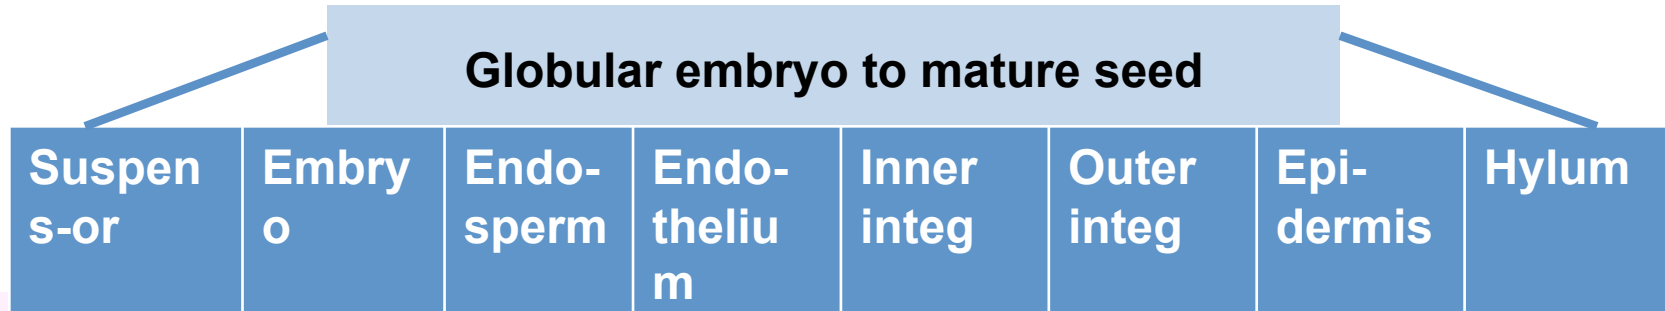 Globular embryo to mature seed
Suspen
s-or
Embry
o
Endo-
sperm
Endo-
theliu
m
Inner
integ
Outer
integ
Epi-
dermis
Hylum